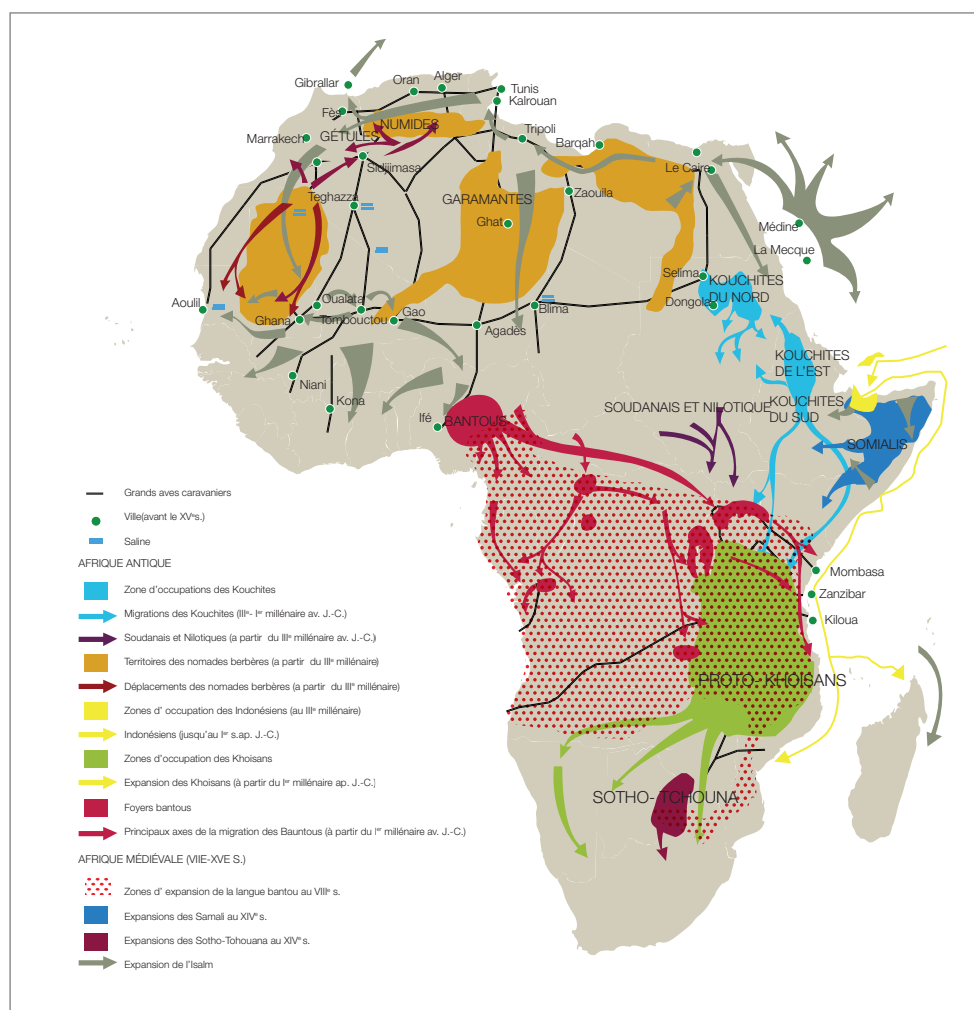 Gibrallar
Oran
Alger
Tunis
Kalrouan
Fès
NUMIDES
Marrakech
GÉTULES
Tripoli
Barqah
Sidjijmasa
Le Caire
Teghazza
GARAMANTES
Zaouila
Ghat
Médine
La Mecque
Selima
KOUCHITES
DU NORD
Aoulil
Oualata
Dongola
Ghana
Tombouctou
Gao
Blima
Agadès
KOUCHITES
DE L'EST
Niani
Kona
KOUCHITES
DU SUD
SOUDANAIS ET NILOTIQUE
Ifé
BANTOUS
SOMIALIS
Mombasa
Zanzibar
Kiloua
PROTO-KHOISANS
SOTHO-TCHOUNA
Grands aves caravaniers
Ville(avant le XVᵉs.)
Saline
AFRIQUE ANTIQUE
Zone d'occupations des Kouchites
Migrations des Kouchites (IIIᵉ- Iᵉʳ millénaire av. J.-C.)
Soudanais et Nilotiques (a partir du IIIᵉ millénaire av. J.-C.)
Territoires des nomades berbères (a partir du IIIᵉ millénaire)
Déplacements des nomades berbères (a partir du IIIᵉ millénaire)
Zones d' occupation des Indonésiens (au IIIᵉ millénaire)
Indonésiens (jusqu'au Iᵉʳ s.ap. J.-C.)
Zones d'occupation des Khoisans
Expansion des Khoisans (à partir du Iᵉʳ millénaire ap. J.-C.)
Foyers bantous
Principaux axes de la migration des Bauntous (à partir du Iᵉʳ millénaire av. J.-C.)
AFRIQUE MÉDIÉVALE (VIIE-XVE S.)
Zones d' expansion de la langue bantou au VIIIᵉ s.
Expansions des Samali au XIVᵉ s.
Expansions des Sotho-Tohouana au XIVᵉ s.
Expansion de l'Isalm